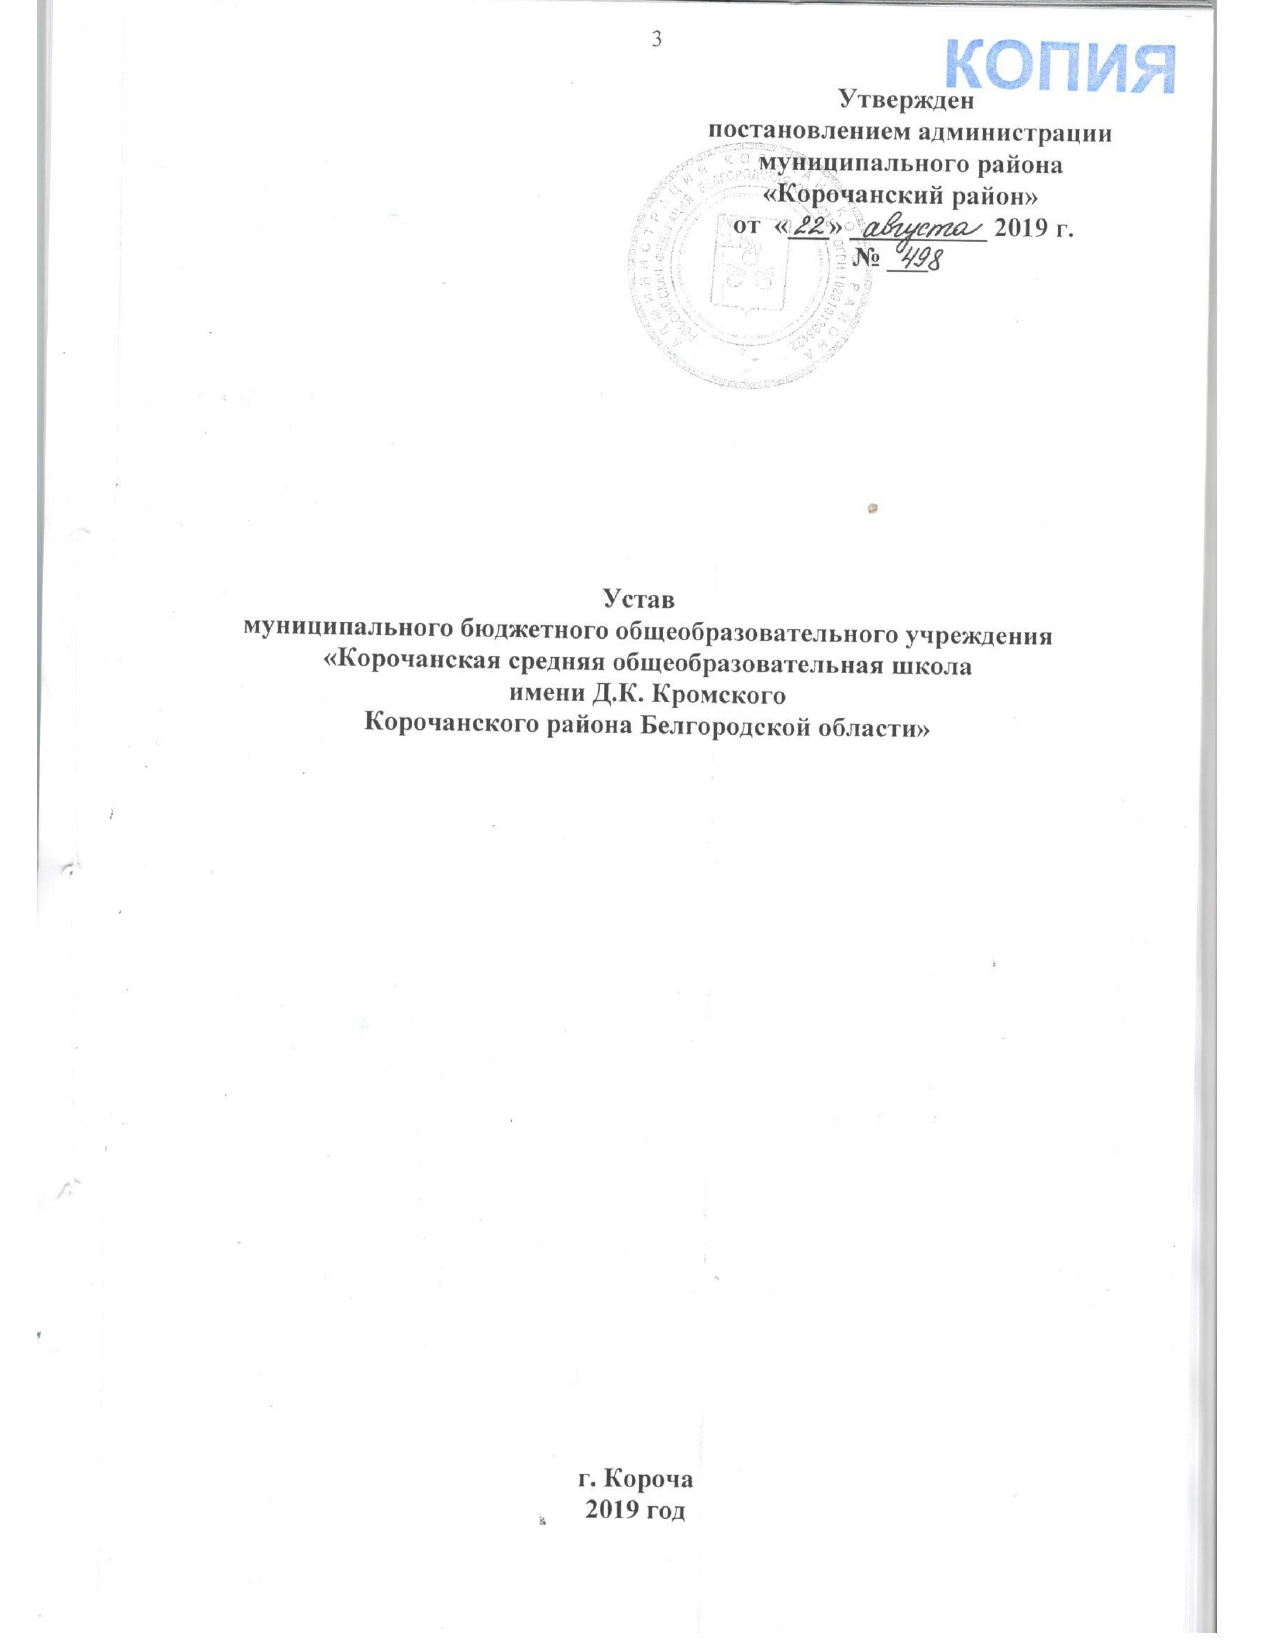 3
КОПИЯ
Утвержден
постановлением администрации
муниципального района
«Корочанский район»
от «22» августа 2019 г.
№ 498
Устав
муниципального бюджетного общеобразовательного учреждения
«Корочанская средняя общеобразовательная школа
имени Д.К. Кромского
Корочанского района Белгородской области»
г. Короча
2019 год